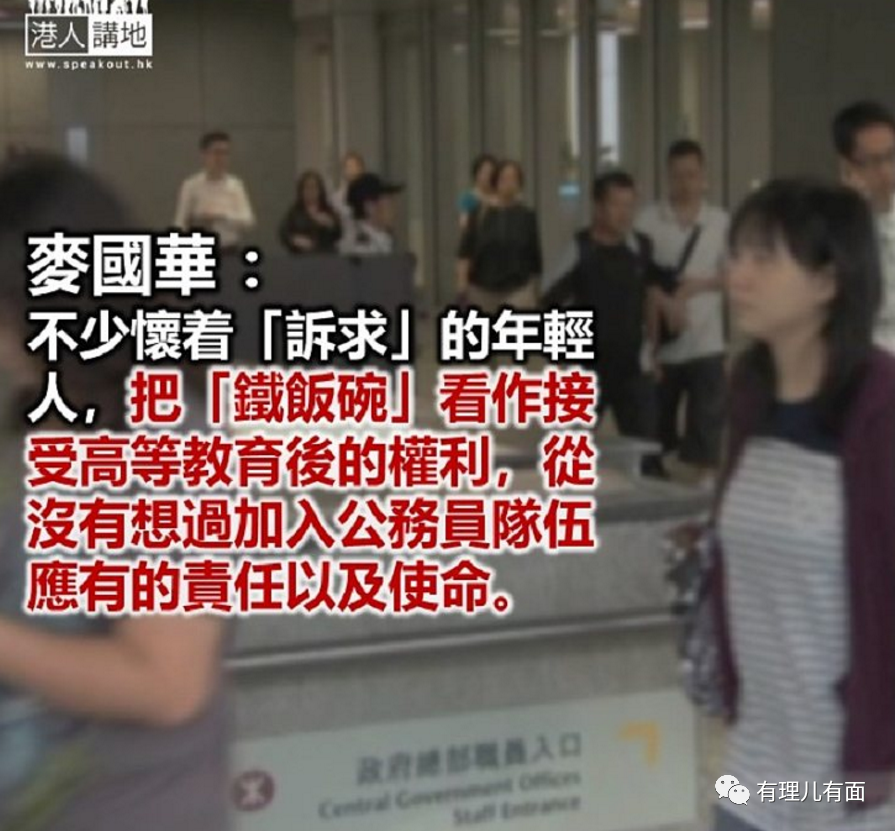 港人講地
www.speakout.hk
麥國華：
不少懷着「訴求」的年輕
人，把「鐵飯碗」看作接
受高等教育後的權利，從
沒有想過加入公務員隊伍
應有的責任以及使命。
政府總部職員入口
Central Government Offices
Staff Entrance
有理儿有面